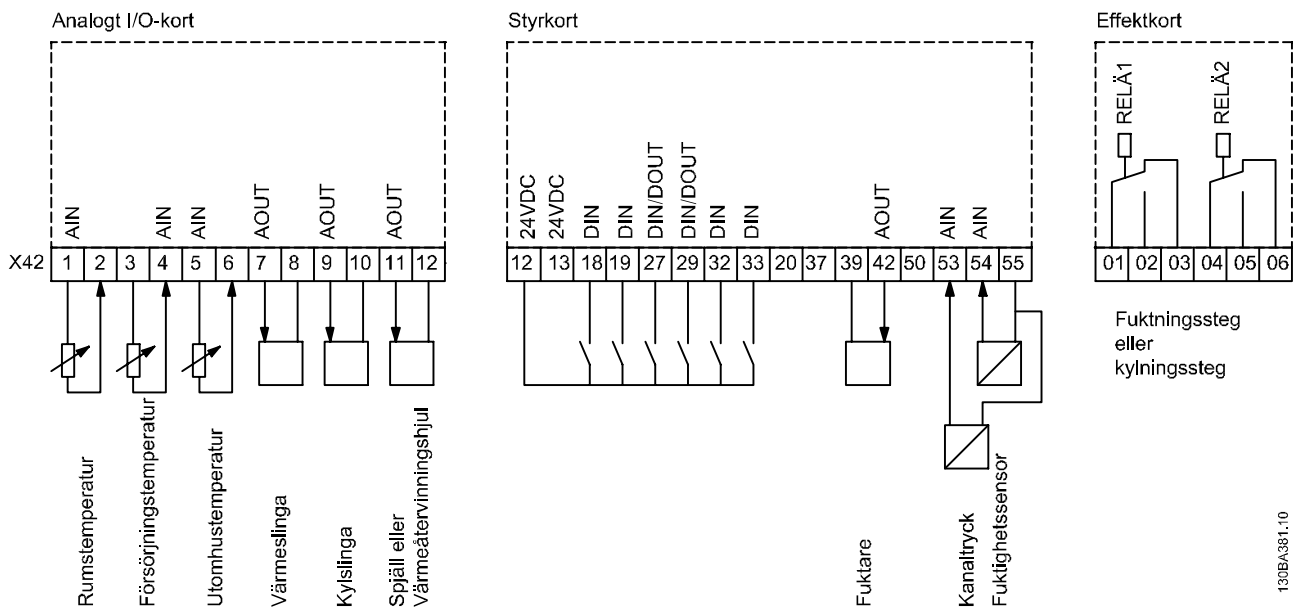 Analogt I/O-kort
Styrkort
Effektkort
RELÄ1
RELÄ2
AIN
AIN
AIN
AOUT
AOUT
AOUT
24VDC
24VDC
DIN
DIN
DIN/DOUT
DIN/DOUT
DIN
DIN
AOUT
AIN
AIN
X42 1 2 3 4 5 6 7 8 9 10 11 12
12 13 18 19 27 29 32 33 20 37 39 42 50 53 54 55
01 02 03 04 05 06
Fuktningssteg
eller
kylningssteg
Rumstemperatur
Försörjningstemperatur
Utomhustemperatur
Värmeslinga
Kylslinga
Spjäll eller
Värmeåtervinningshjul
Fuktare
Kanaltryck
Fuktighetssensor
130BA381.10